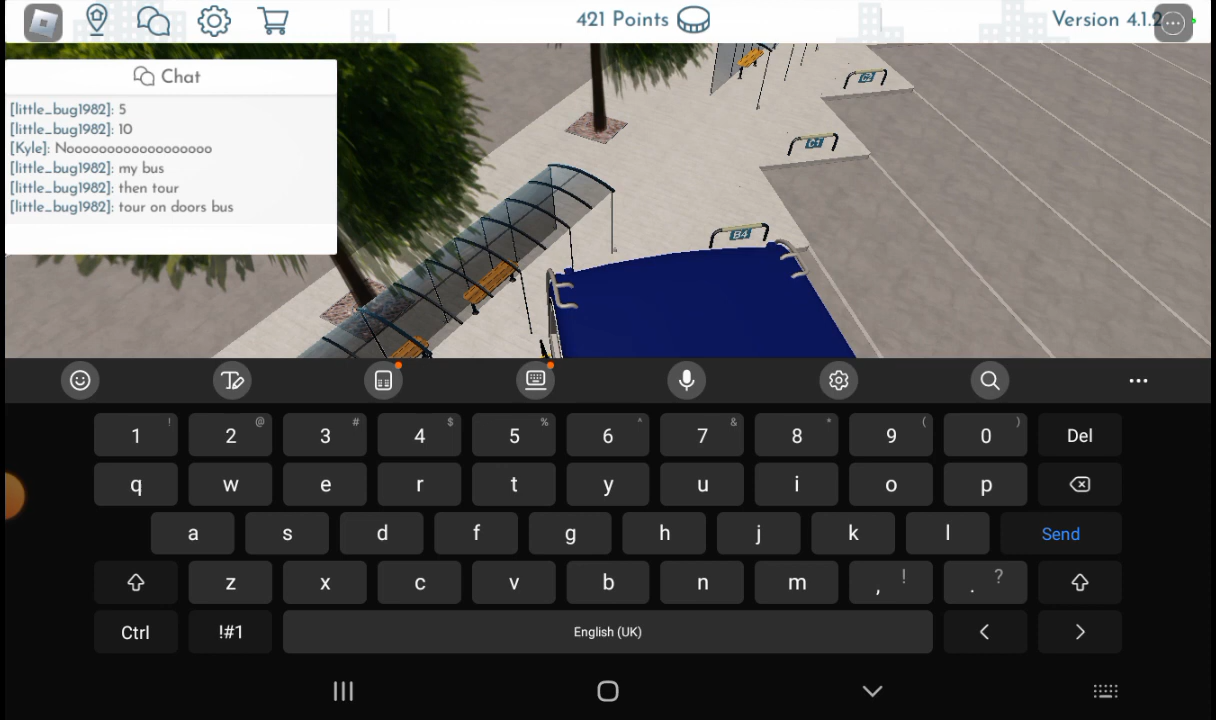 421 Points
Version 4.1.2
Chat
[little_bug1982]: 5
[little_bug1982]: 10
[Kyle]: Noooooooooooooooooo
[little_bug1982]: my bus
[little_bug1982]: then tour
[little_bug1982]: tour on doors bus
C1
B4
! @ # $ % ^ & * ( )
1 2 3 4 5 6 7 8 9 0 Del
q w e r t y u i o p
a s d f g h j k l Send
z x c v b n m , ! . ?
Ctrl !#1 English (UK) < >